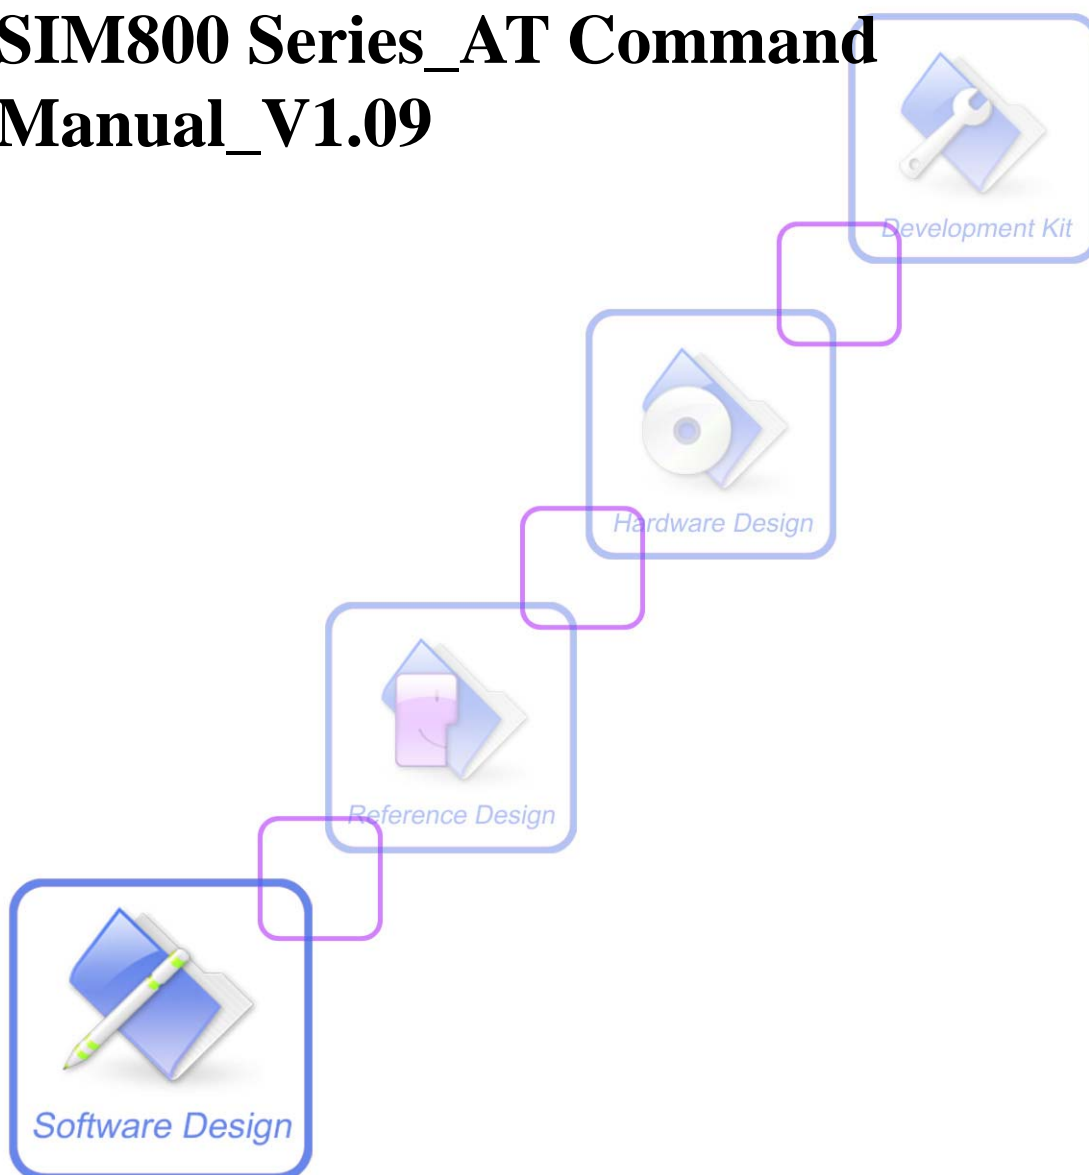 SIM800 Series_AT Command
Manual_V1.09
Development Kit
Hardware Design
Reference Design
Software Design